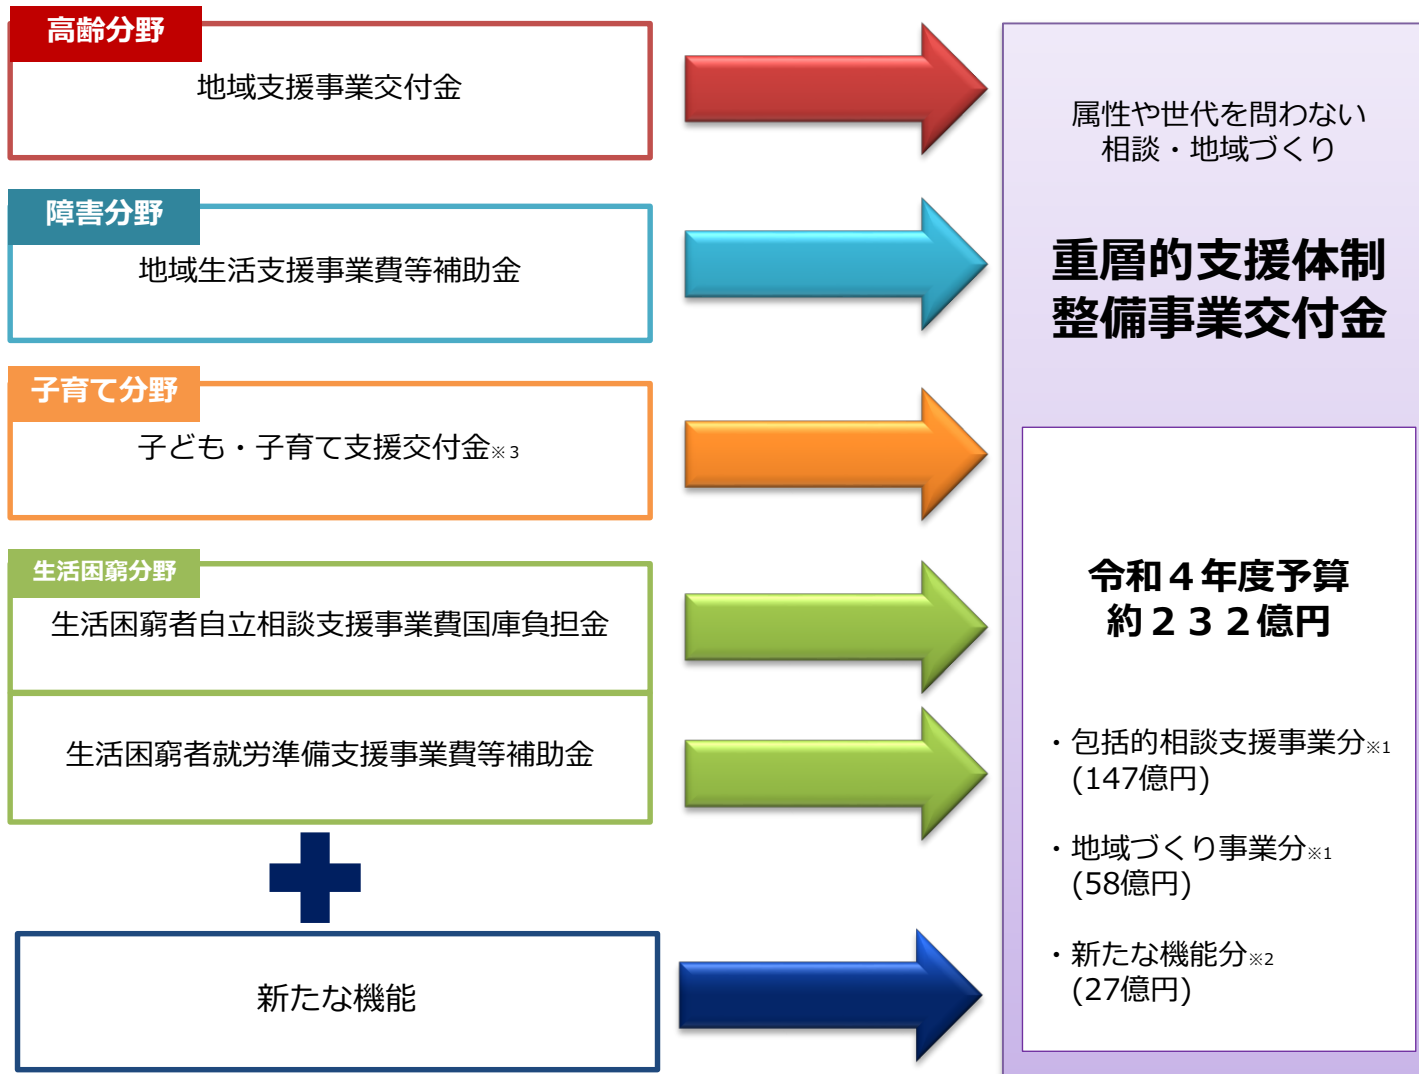 高齢分野
地域支援事業交付金
障害分野
地域生活支援事業費等補助金
子育て分野
子ども・子育て支援交付金※3
生活困窮分野
生活困窮者自立相談支援事業費国庫負担金
生活困窮者就労準備支援事業費等補助金
新たな機能
属性や世代を問わない
相談・地域づくり
重層的支援体制
整備事業交付金
令和４年度予算
約２３２億円
・包括的相談支援事業分※1
(147億円)
・地域づくり事業分※1
(58億円)
・新たな機能分※2
(27億円)